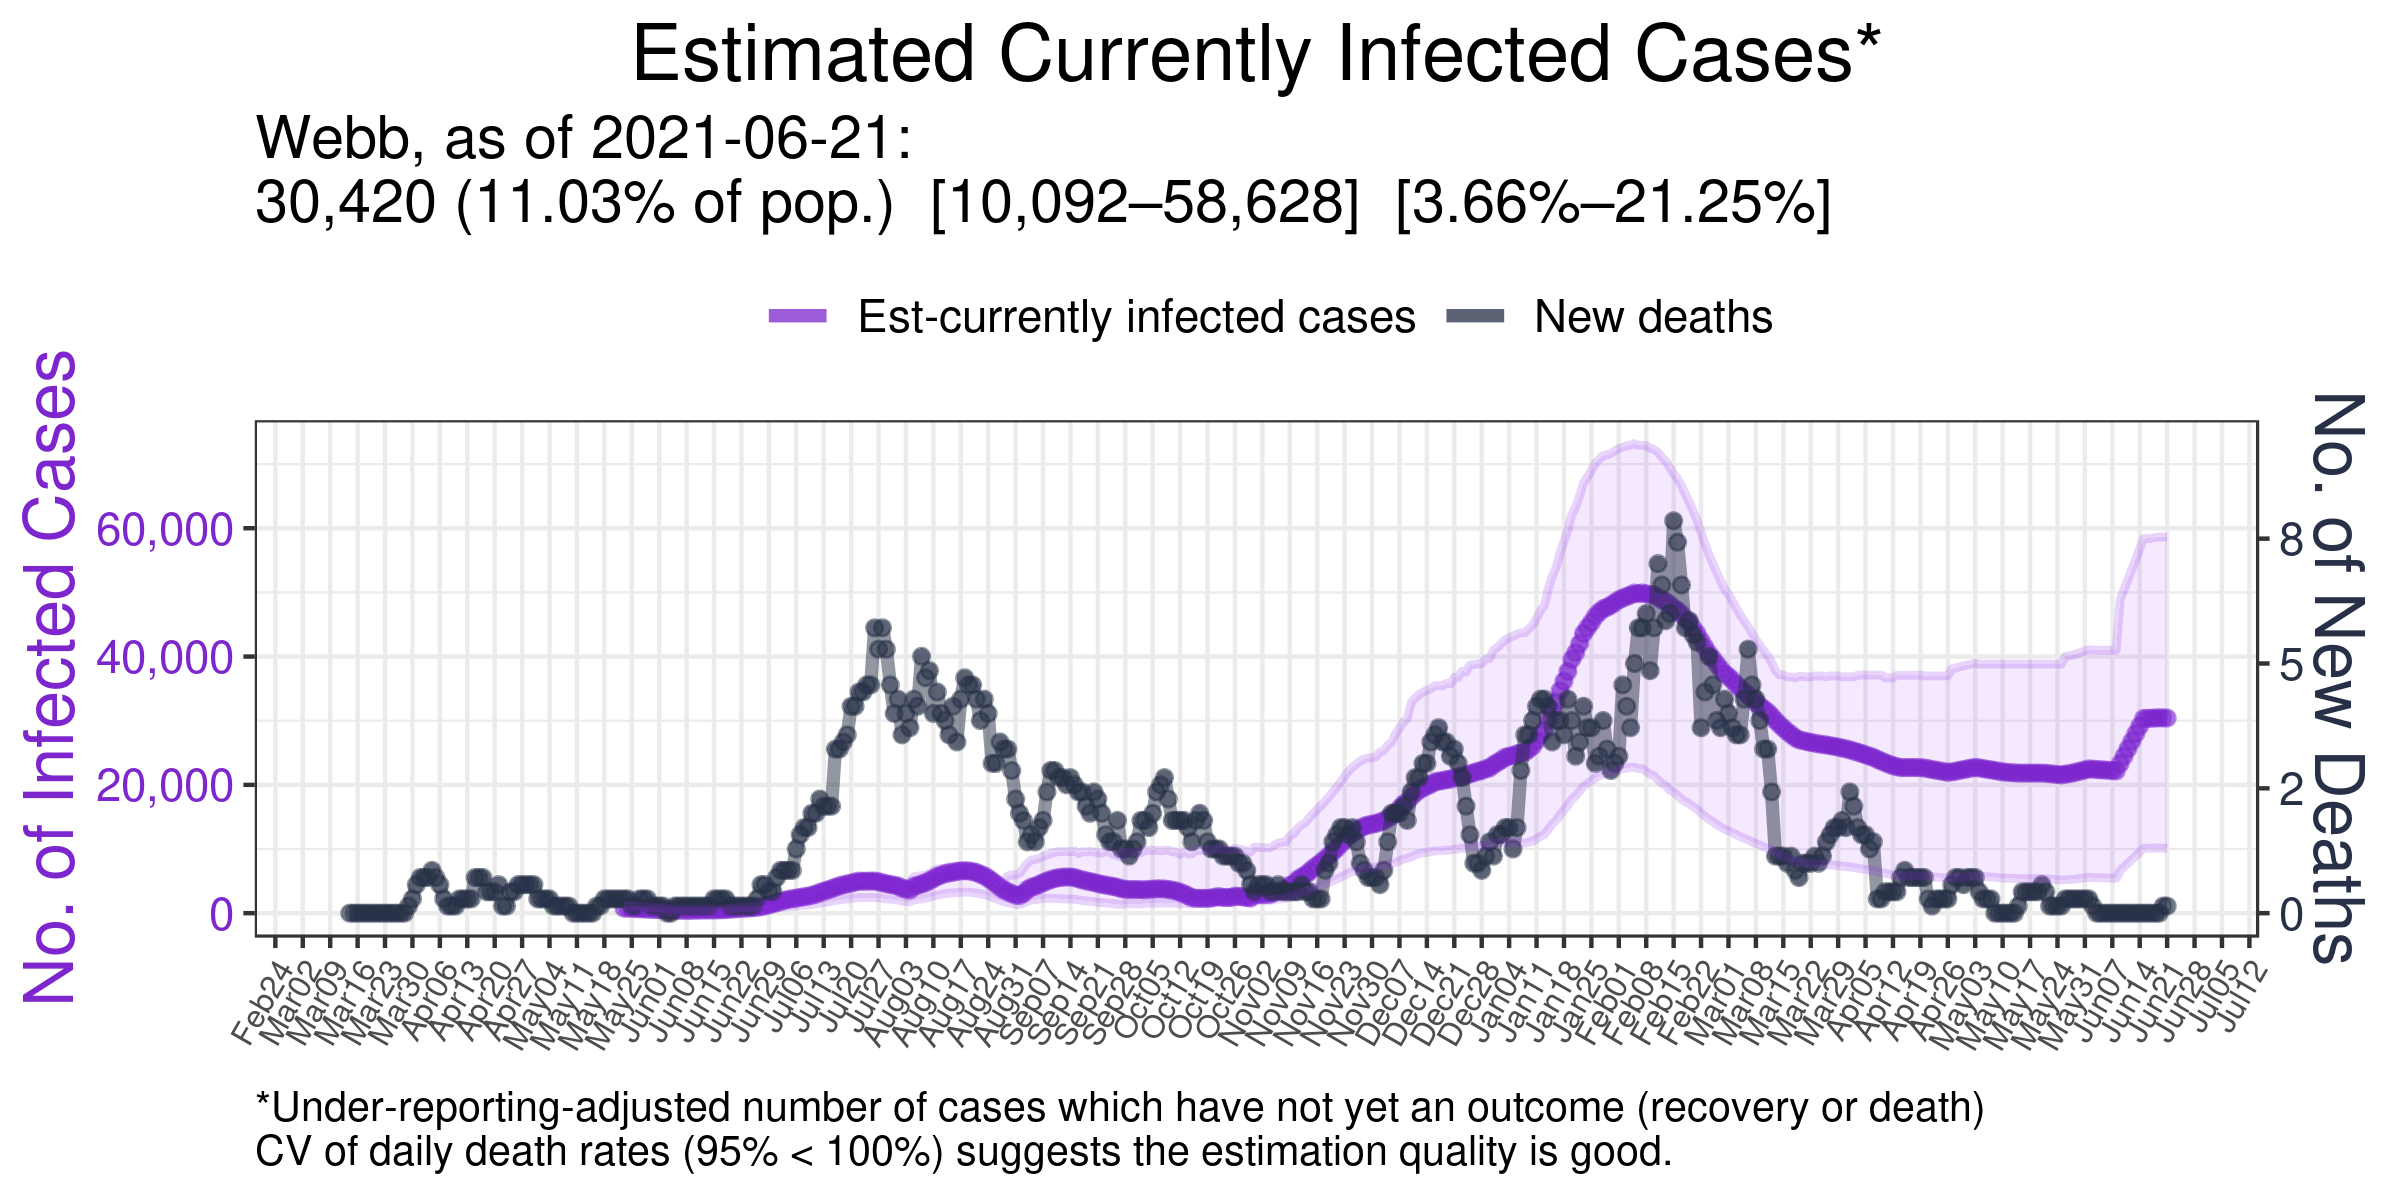 Estimated Currently Infected Cases*
Webb, as of 2021-06-21:
30,420 (11.03% of pop.) [10,092–58,628] [3.66%–21.25%]
Est-currently infected cases
New deaths
No. of Infected Cases
60,000
40,000
20,000
0
8
5
2
0
No. of New Deaths
Feb24
Mar02
Mar09
Mar16
Mar23
Mar30
Apr06
Apr13
Apr20
Apr27
May04
May11
May18
May25
Jun01
Jun08
Jun15
Jun22
Jun29
Jul06
Jul13
Jul20
Jul27
Aug03
Aug10
Aug17
Aug24
Aug31
Sep07
Sep14
Sep21
Sep28
Oct05
Oct12
Oct19
Oct26
Nov02
Nov09
Nov16
Nov23
Nov30
Dec07
Dec14
Dec21
Dec28
Jan04
Jan11
Jan18
Jan25
Feb01
Feb08
Feb15
Feb22
Mar01
Mar08
Mar15
Mar22
Mar29
Apr05
Apr12
Apr19
Apr26
May03
May10
May17
May24
May31
Jun07
Jun14
Jun21
Jun28
Jul05
Jul12
*Under-reporting-adjusted number of cases which have not yet an outcome (recovery or death)
CV of daily death rates (95% < 100%) suggests the estimation quality is good.